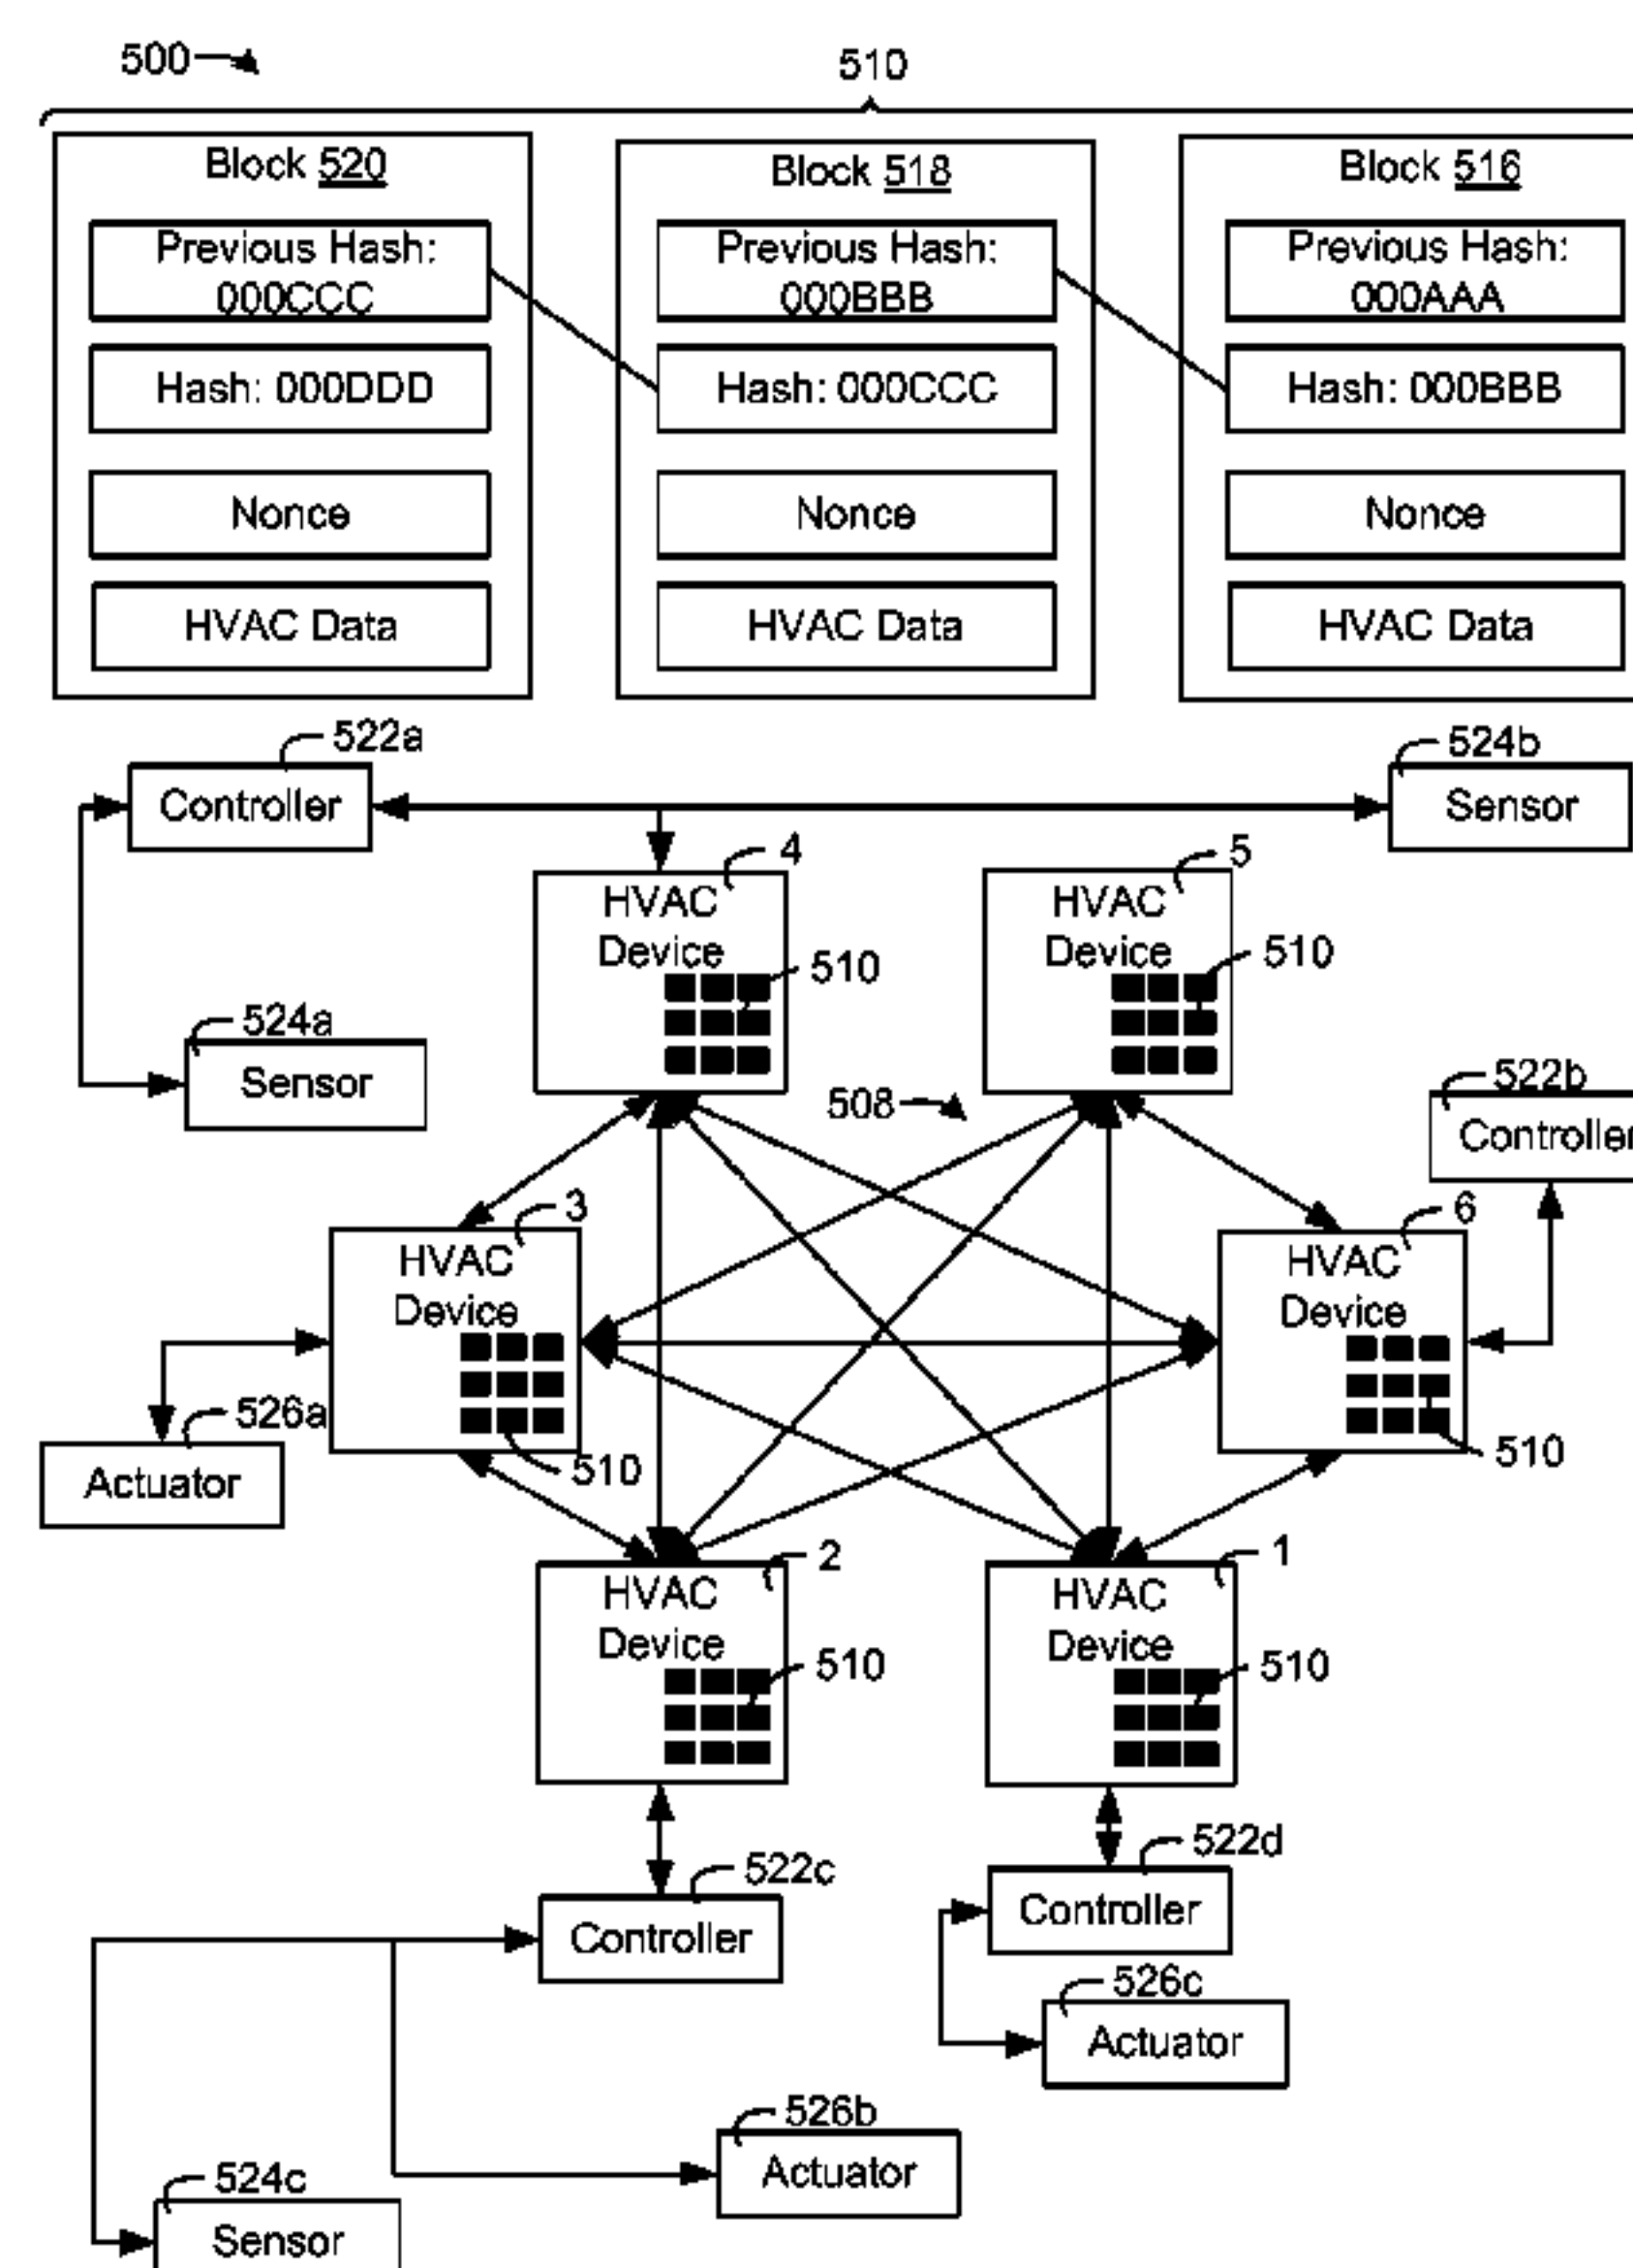 500
510
Block 520
Previous Hash:
000CCC
Hash: 000DDD
Nonce
HVAC Data
Block 518
Previous Hash:
000BBB
Hash: 000CCC
Nonce
HVAC Data
Block 516
Previous Hash:
000AAA
Hash: 000BBB
Nonce
HVAC Data
522a
Controller
524b
Sensor
4
HVAC
Device
510
5
HVAC
Device
510
524a
Sensor
508
522b
Controller
3
HVAC
Device
510
6
HVAC
Device
510
526a
Actuator
2
HVAC
Device
510
1
HVAC
Device
510
522c
Controller
522d
Controller
526c
Actuator
526b
Actuator
524c
Sensor